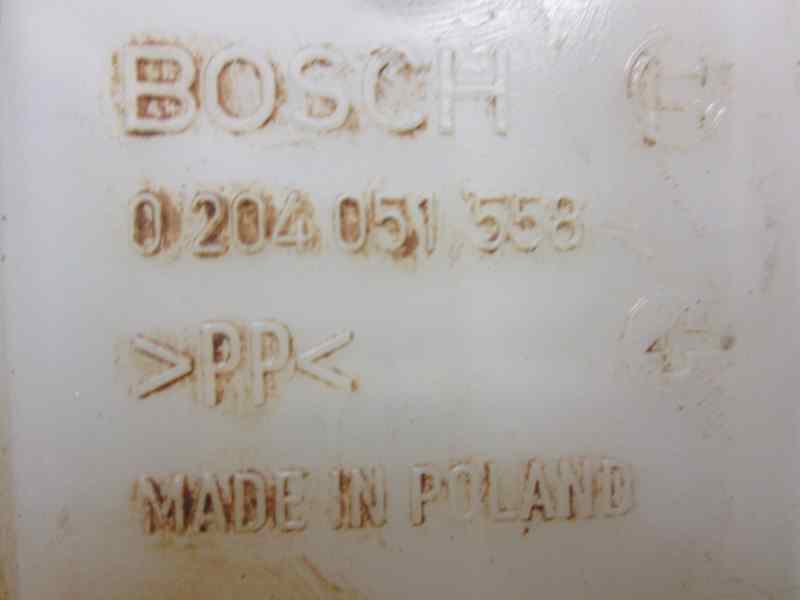 BOSCH
0 204 051 558
>PP<
MADE IN POLAND